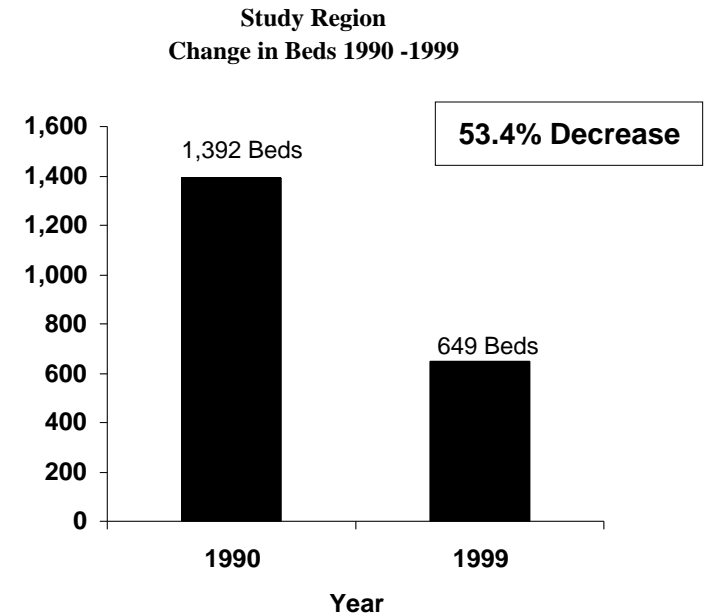 Study Region
Change in Beds 1990 -1999
53.4% Decrease
1,600
1,400
1,200
1,000
800
600
400
200
0
1,392 Beds
649 Beds
1990
1999
Year